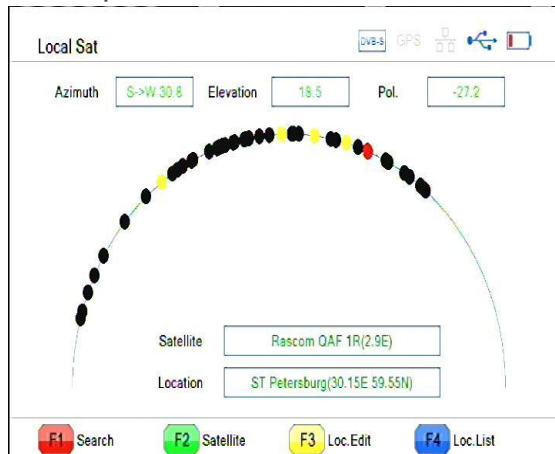 Local Sat DVB-S GPS
Azimuth S->W 30.8 Elevation 18.5 Pol. -27.2
Satellite Rascom QAF 1R(2.9E)
Location ST Petersburg(30.15E 59.55N)
F1 Search F2 Satellite F3 Loc.Edit F4 Loc.List